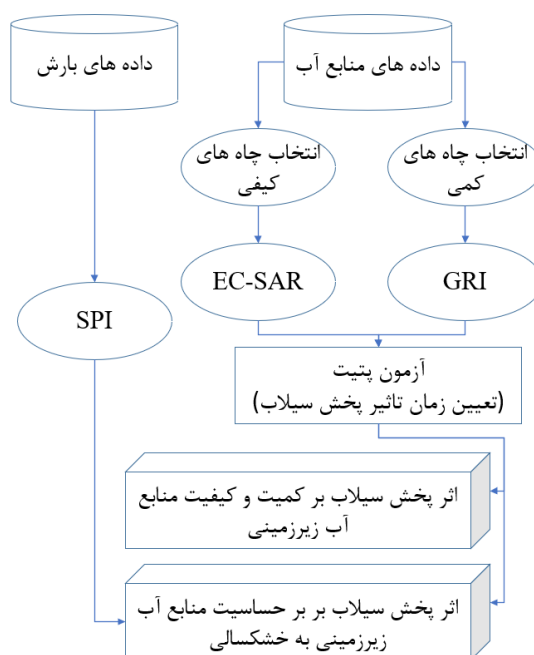 داده های بارش
داده های منابع آب
انتخاب چاه های
کیفی
انتخاب چاه های
کمی
EC-SAR
GRI
SPI
آزمون پتیت
(تعیین زمان تاثیر پخش سیلاب)
اثر پخش سیلاب بر کمیت و کیفیت منابع
آب زیرزمینی
اثر پخش سیلاب بر بر حساسیت منابع آب
زیرزمینی به خشکسالی